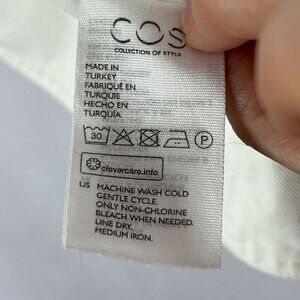 COS
COLLECTION OF STYLE
MADE IN
TURKEY
FABRIQUÉ EN
TURQUIE
HECHO EN
TURQUIA
30 P
clevercare.info
US MACHINE WASH COLD
GENTLE CYCLE.
ONLY NON-CHLORINE
BLEACH WHEN NEEDED.
LINE DRY.
MEDIUM IRON.